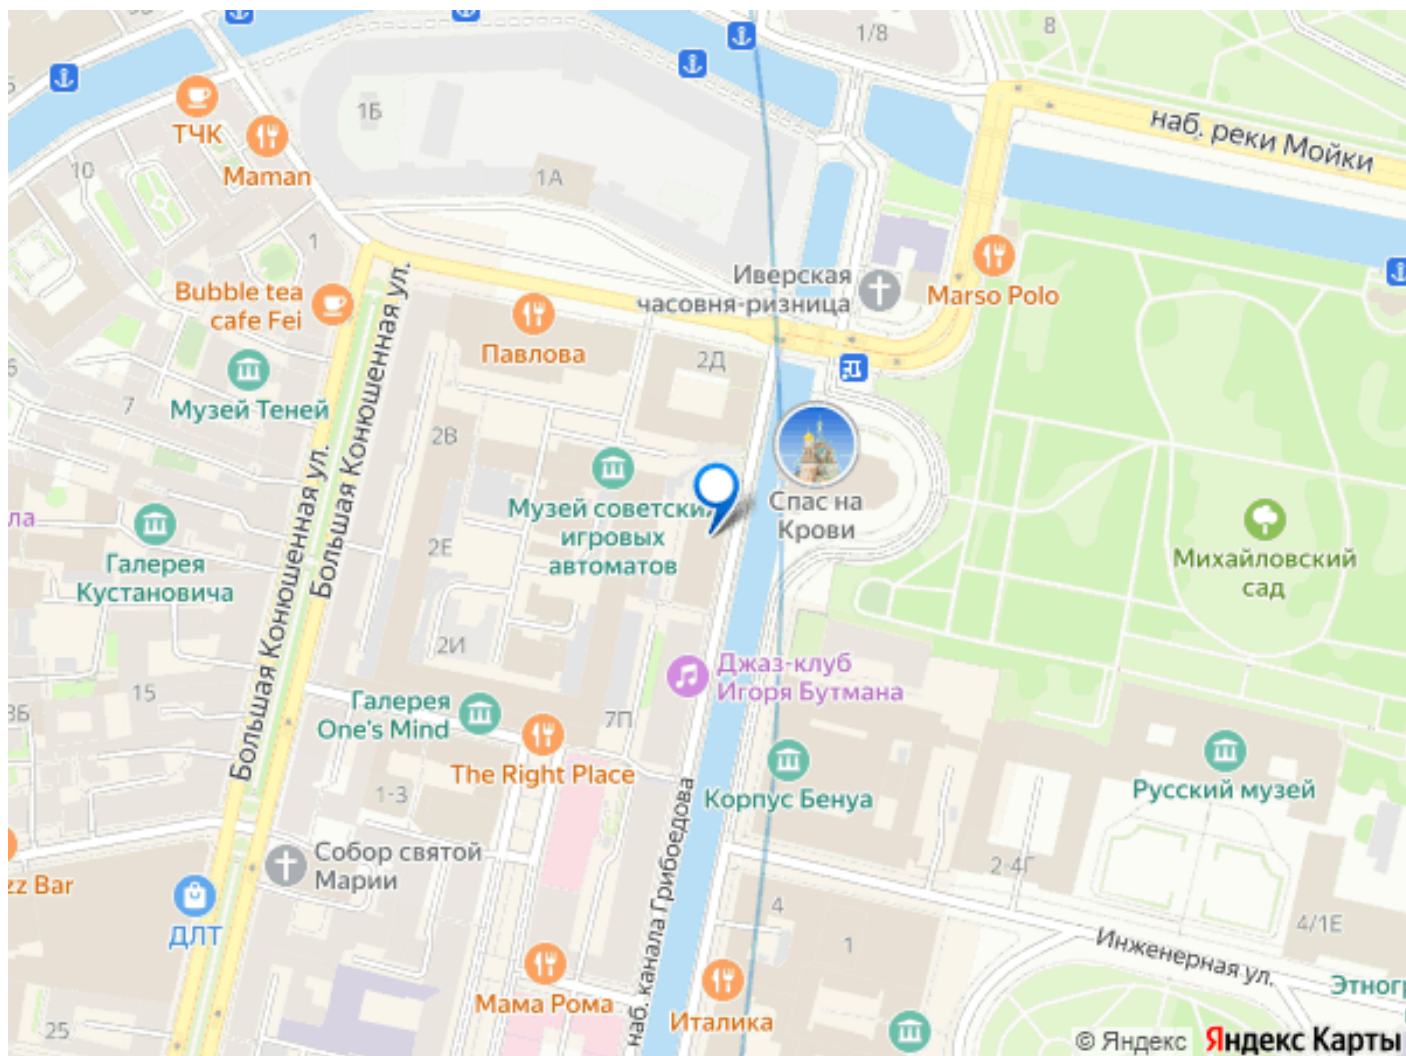 1/8
8
наб. реки Мойки
1Б
ТЧК
Maman
10
1А
1
Иверская
часовня-ризница
Marso Polo
Bubble tea
cafe Fei
Большая Конюшенная ул.
Павлова
2Д
Музей Теней
7
2В
Спас на
Крови
Музей советских
игровых
автоматов
2Е
Галерея
Кустановича
ла
Михайловский
сад
Большая Конюшенная ул.
2И
15
Джаз-клуб
Игоря Бутмана
Галерея
One's Mind
7П
The Right Place
Корпус Бенуа
Русский музей
1-3
наб. канала Грибоедова
Собор святой
Марии
zz Bar
ДЛТ
2-4Г
4
1
4/1Е
Инженерная ул.
Этног
Мама Рома
Италика
25
© Яндекс Яндекс Карты